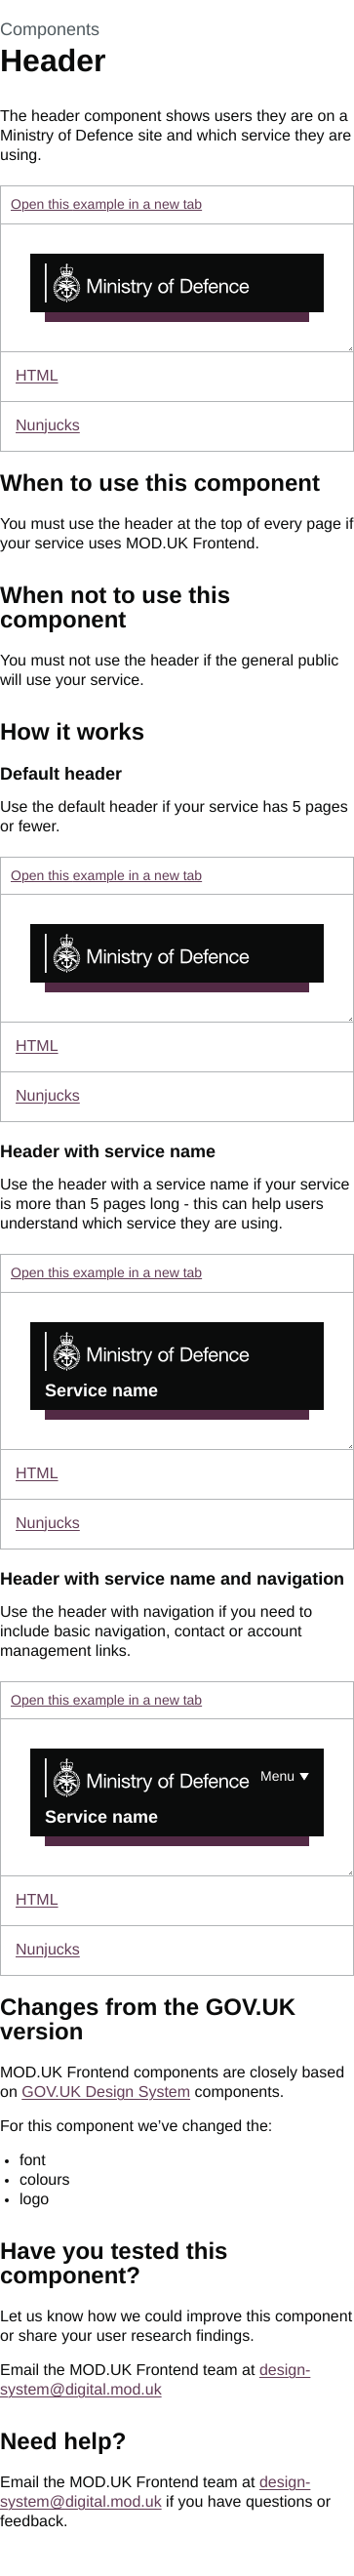 Components
Header
The header component shows users they are on a
Ministry of Defence site and which service they are
using.
Open this example in a new tab
Ministry of Defence
HTML
Nunjucks
When to use this component
You must use the header at the top of every page if
your service uses MOD.UK Frontend.
When not to use this
component
You must not use the header if the general public
will use your service.
How it works
Default header
Use the default header if your service has 5 pages
or fewer.
Open this example in a new tab
Ministry of Defence
HTML
Nunjucks
Header with service name
Use the header with a service name if your service
is more than 5 pages long - this can help users
understand which service they are using.
Open this example in a new tab
Ministry of Defence
Service name
HTML
Nunjucks
Header with service name and navigation
Use the header with navigation if you need to
include basic navigation, contact or account
management links.
Open this example in a new tab
Ministry of Defence Menu ▼
Service name
HTML
Nunjucks
Changes from the GOV.UK
version
MOD.UK Frontend components are closely based
on GOV.UK Design System components.
For this component we’ve changed the:
• font
• colours
• logo
Have you tested this
component?
Let us know how we could improve this component
or share your user research findings.
Email the MOD.UK Frontend team at design-
system@digital.mod.uk
Need help?
Email the MOD.UK Frontend team at design-
system@digital.mod.uk if you have questions or
feedback.